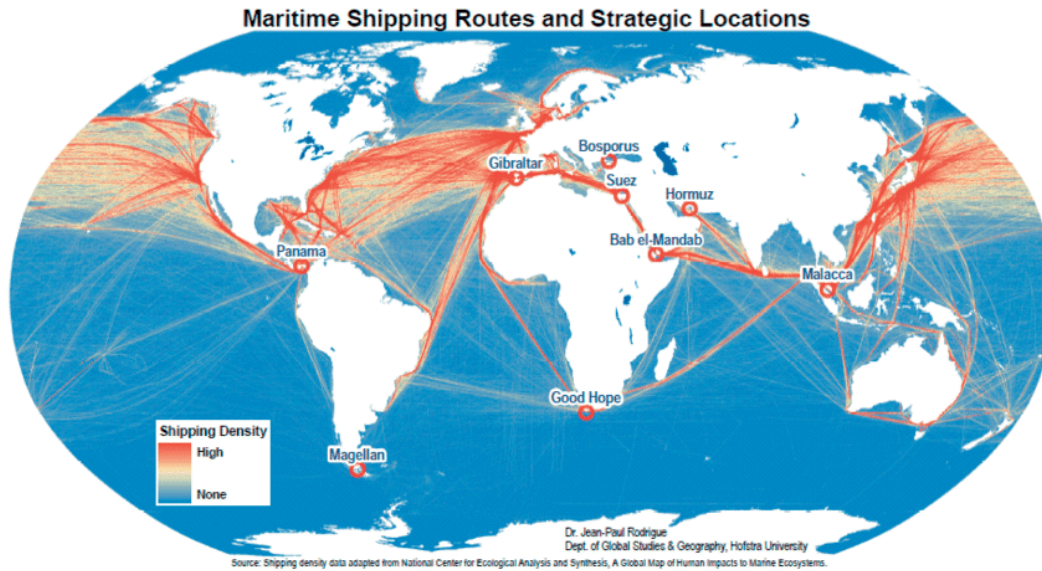 Maritime Shipping Routes and Strategic Locations
Bosporus
Gibraltar
Suez
Hormuz
Bab el-Mandab
Panama
Malacca
Good Hope
Shipping Density
High
None
Magellan
Dr. Jean-Paul Rodrigue
Dept. of Global Studies & Geography, Hofstra University
Source: Shipping density data adapted from National Center for Ecological Analysis and Synthesis, A Global Map of Human Impacts to Marine Ecosystems.